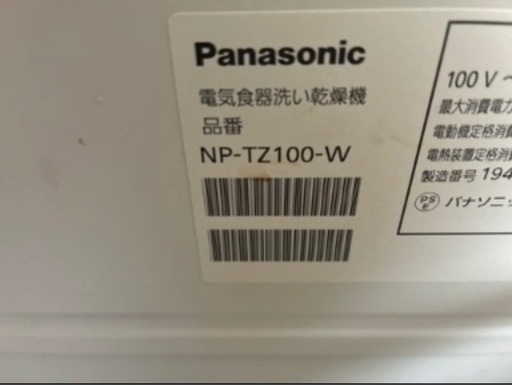 Panasonic
電気食器洗い乾燥機
品番
NP-TZ100-W
100 V ~
最大消費電力
電動機定格消
電熱装置定格消
製造番号 194
PS E パナソニッ